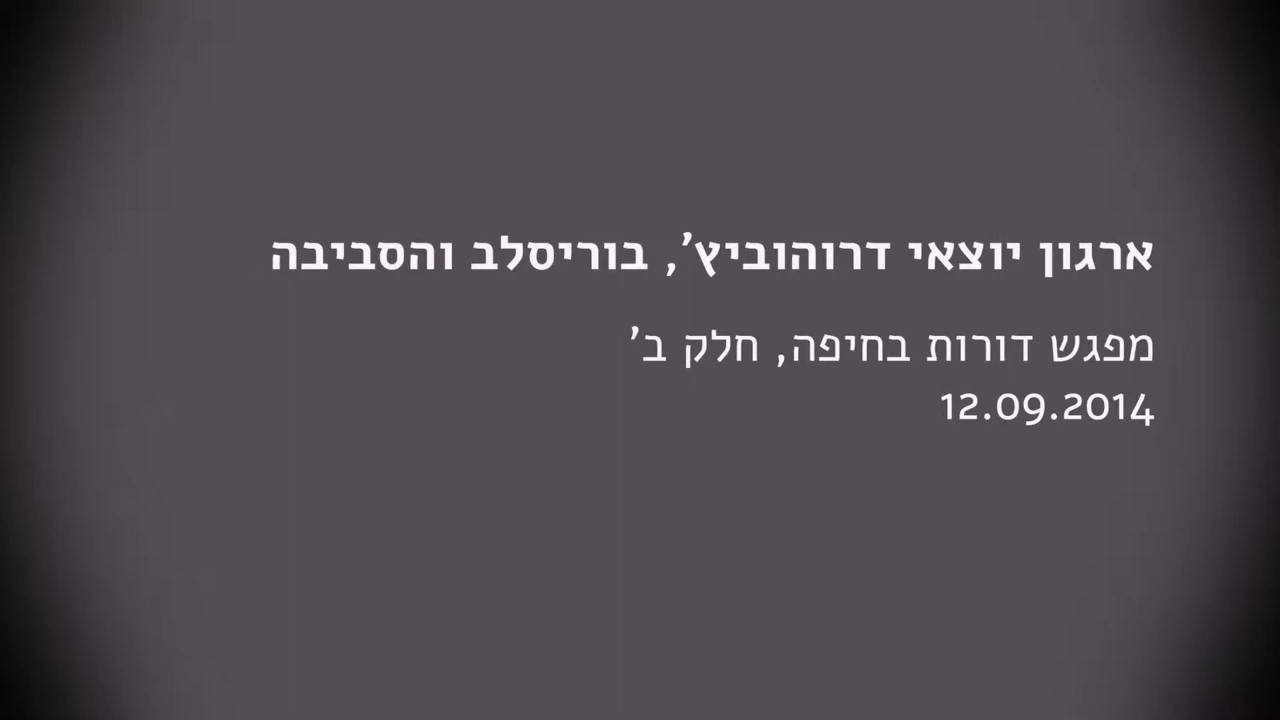 ארגון יוצאי דרוהוביץ', בוריסלב והסביבה
מפגש דורות בחיפה, חלק ב'
12.09.2014